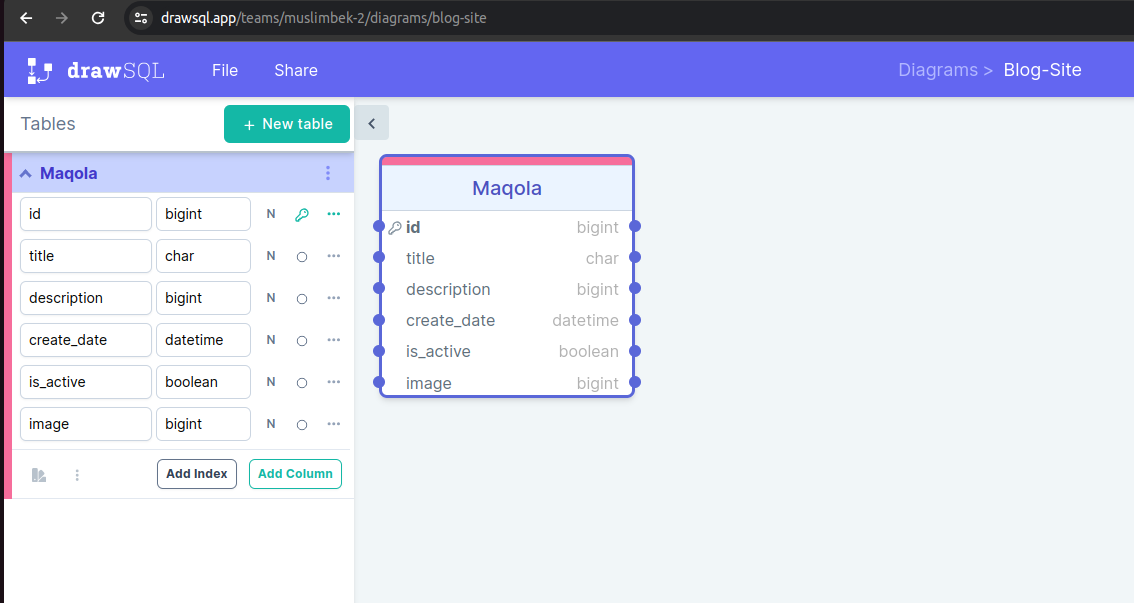 drawsql.app/teams/muslimbek-2/diagrams/blog-site
drawSQL File Share Diagrams > Blog-Site
Tables + New table
Maqola
id bigint N
title char N
description bigint N
create_date datetime N
is_active boolean N
image bigint N
Add Index Add Column
Maqola
id bigint
title char
description bigint
create_date datetime
is_active boolean
image bigint